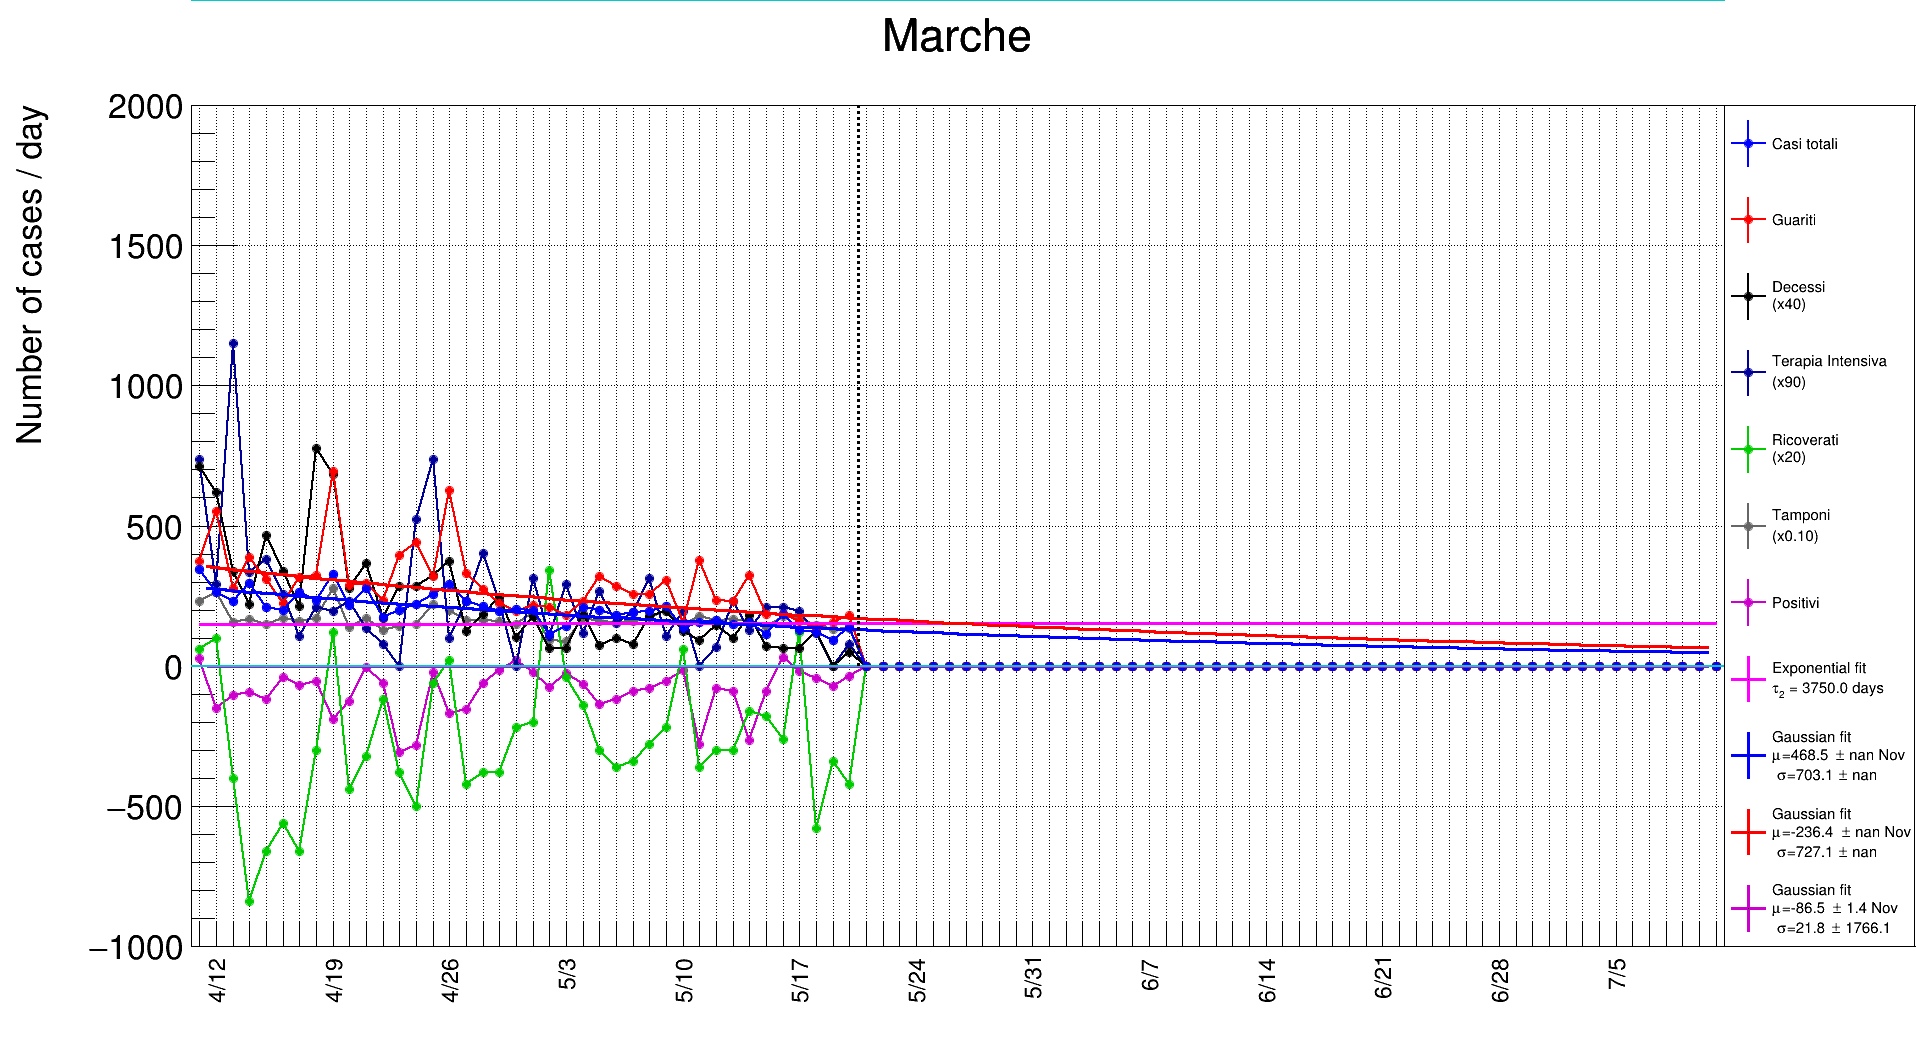 Marche
Number of cases / day
2000
1500
1000
500
0
−500
−1000
4/12
4/19
4/26
5/3
5/10
5/17
5/24
5/31
6/7
6/14
6/21
6/28
7/5
Casi totali
Guariti
Decessi
(x40)
Terapia Intensiva
(x90)
Ricoverati
(x20)
Tamponi
(x0.10)
Positivi
Exponential fit
τ2 = 3750.0 days
Gaussian fit
μ=468.5 ± nan Nov
σ=703.1 ± nan
Gaussian fit
μ=-236.4 ± nan Nov
σ=727.1 ± nan
Gaussian fit
μ=-86.5 ± 1.4 Nov
σ=21.8 ± 1766.1